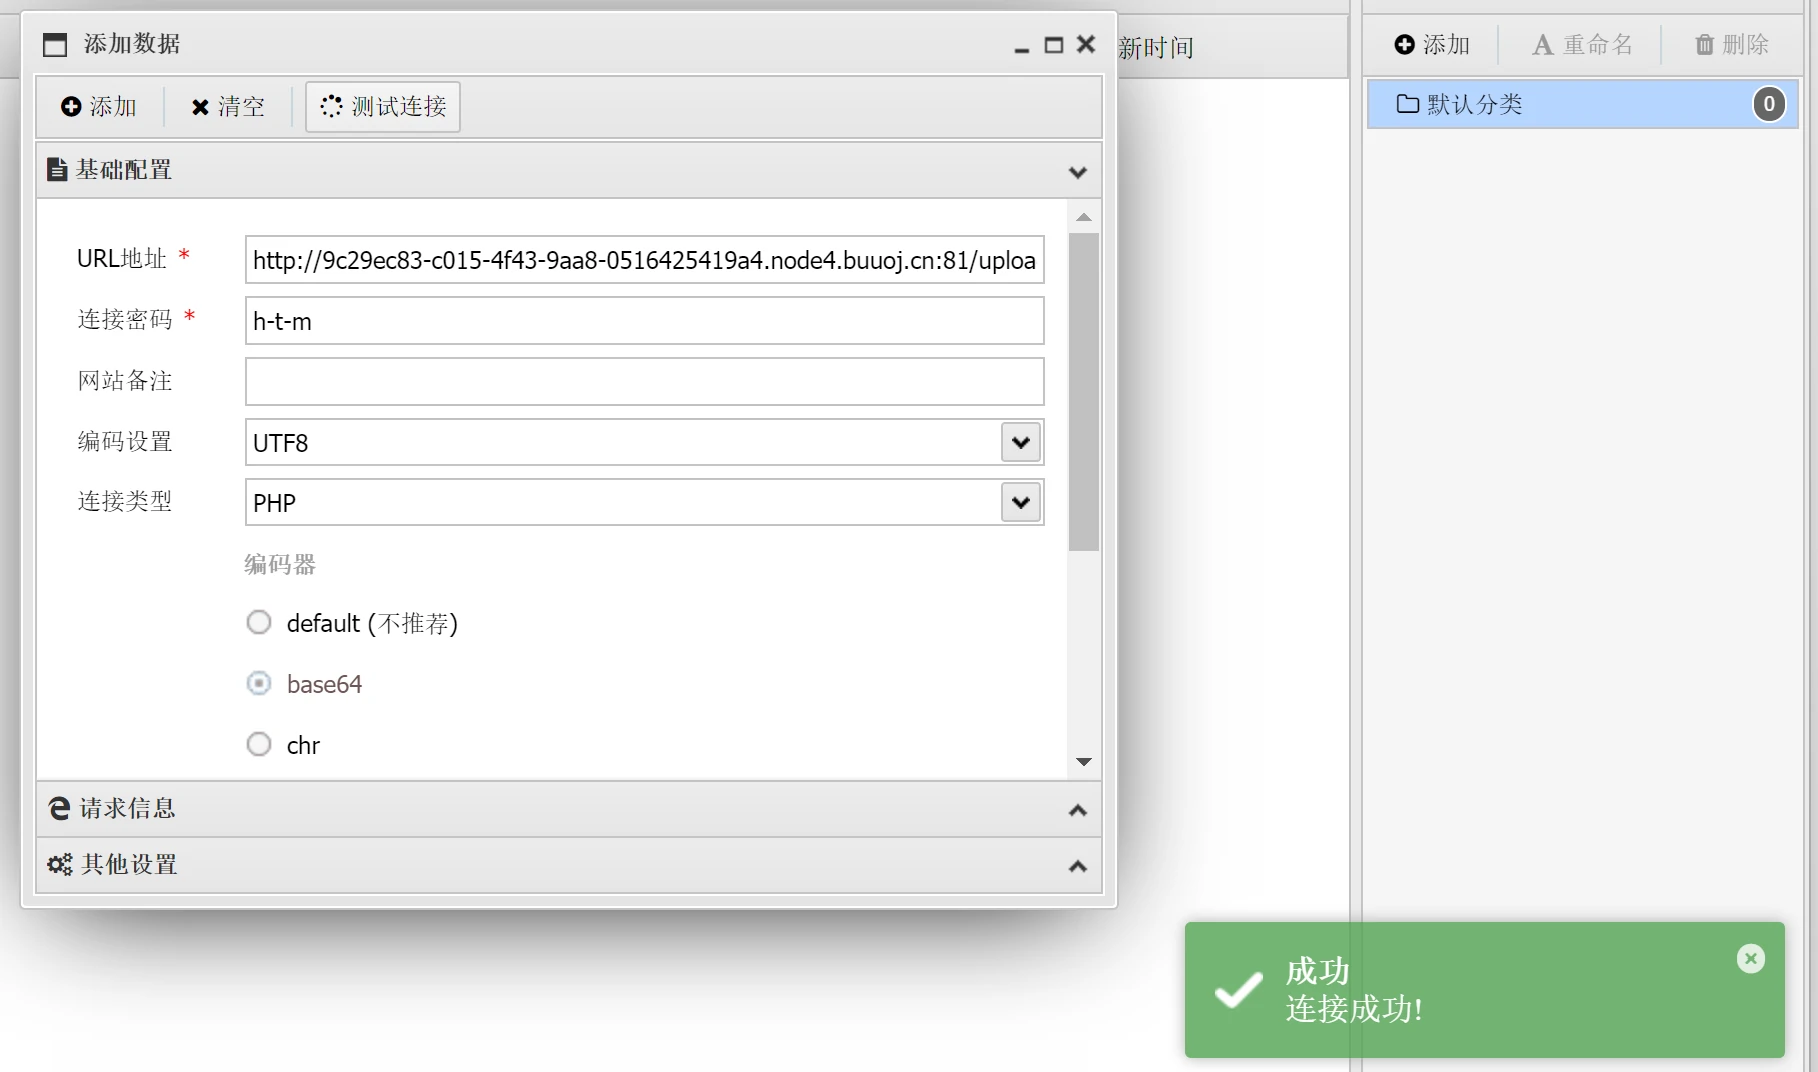 添加数据
新时间
添加 重命名 删除
添加 清空 测试连接
默认分类 0
基础配置
URL地址 * http://9c29ec83-c015-4f43-9aa8-0516425419a4.node4.buuoj.cn:81/uploa
连接密码 * h-t-m
网站备注
编码设置 UTF8
连接类型 PHP
编码器
default (不推荐)
base64
chr
请求信息
其他设置
成功
连接成功!